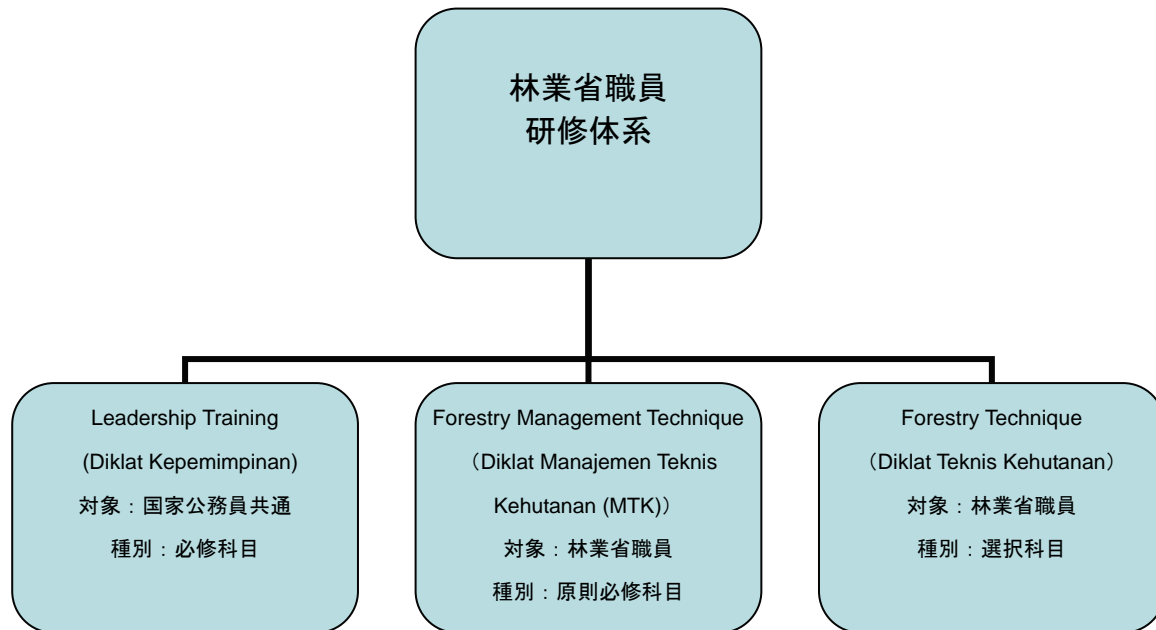 林業省職員
研修体系
Leadership Training
(Diklat Kepemimpinan)
対象：国家公務員共通
種別：必修科目
Forestry Management Technique
（Diklat Manajemen Teknis
Kehutanan (MTK)）
対象：林業省職員
種別：原則必修科目
Forestry Technique
（Diklat Teknis Kehutanan）
対象：林業省職員
種別：選択科目